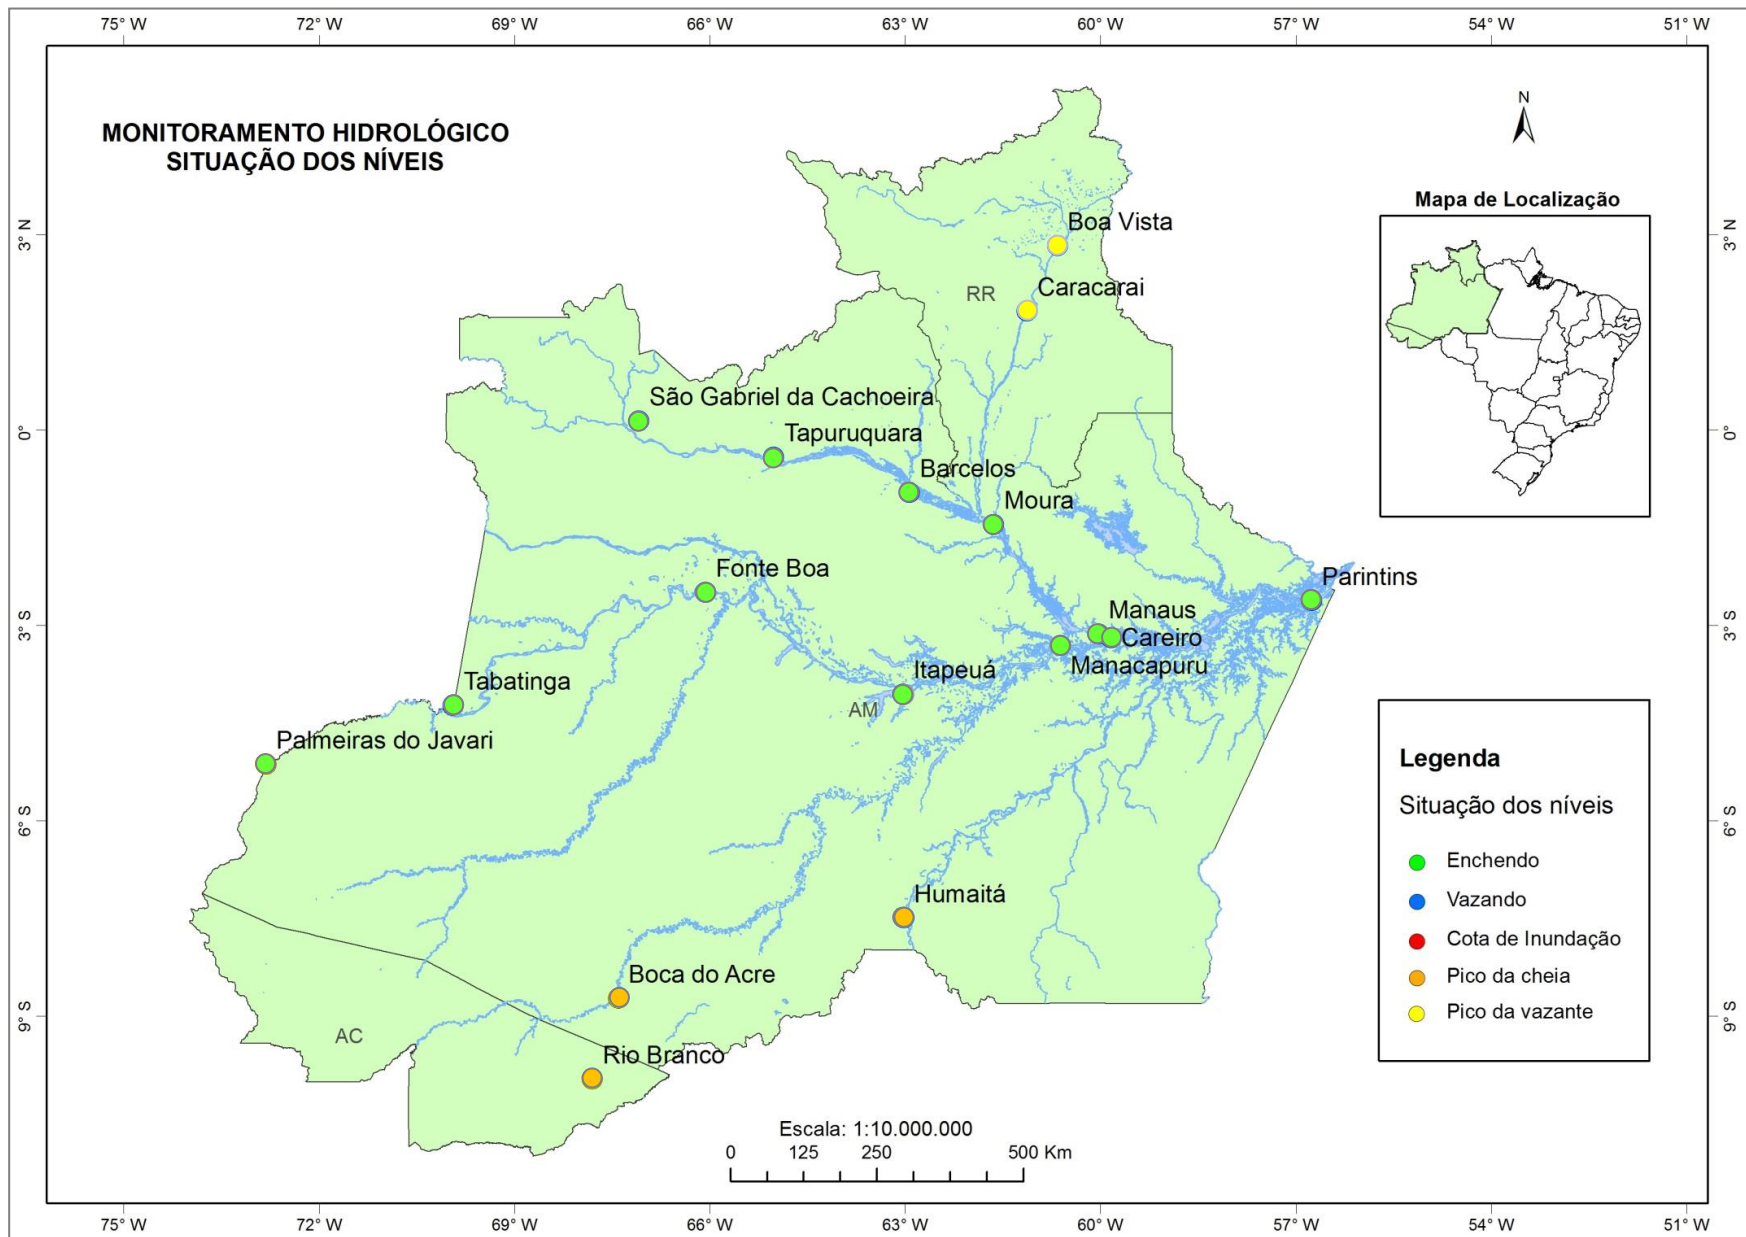 75° W 72° W 69° W 66° W 63° W 60° W 57° W 54° W 51° W
MONITORAMENTO HIDROLÓGICO
SITUAÇÃO DOS NÍVEIS
N
Mapa de Localização
3° N
3° N
Boa Vista
Caracarai
RR
São Gabriel da Cachoeira
Tapuruquara
0°
0°
Barcelos
Moura
Fonte Boa
Parintins
Manaus
3° S
3° S
Careiro
Manacapuru
Itapeuá
Tabatinga
AM
Palmeiras do Javari
Legenda
Situação dos níveis
6° S
6° S
Enchendo
Vazando
Cota de Inundação
Pico da cheia
Pico da vazante
Humaitá
Boca do Acre
9° S
9° S
AC
Rio Branco
Escala: 1:10.000.000
0 125 250 500 Km
75° W 72° W 69° W 66° W 63° W 60° W 57° W 54° W 51° W